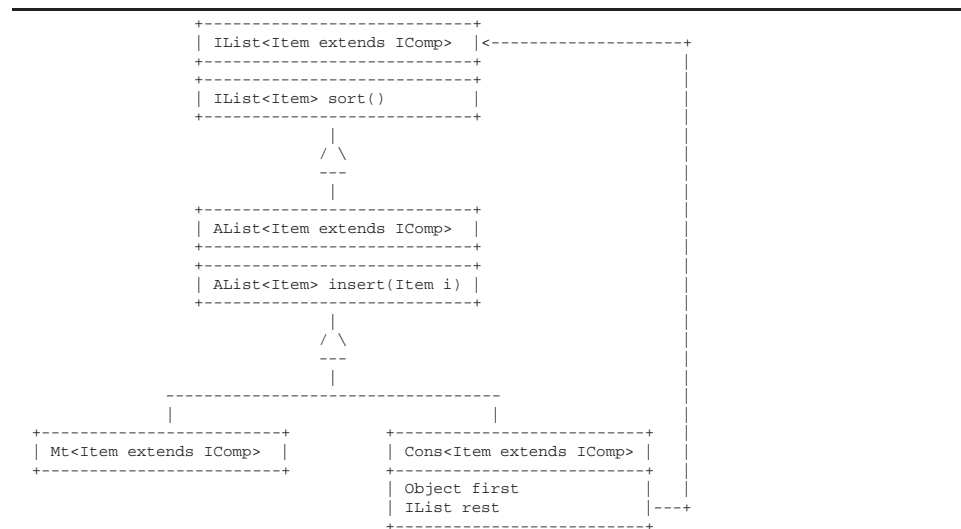 IList<Item extends IComp>
IList<Item> sort()
AList<Item extends IComp>
AList<Item> insert(Item i)
Mt<Item extends IComp>
Cons<Item extends IComp>
Object first
IList rest